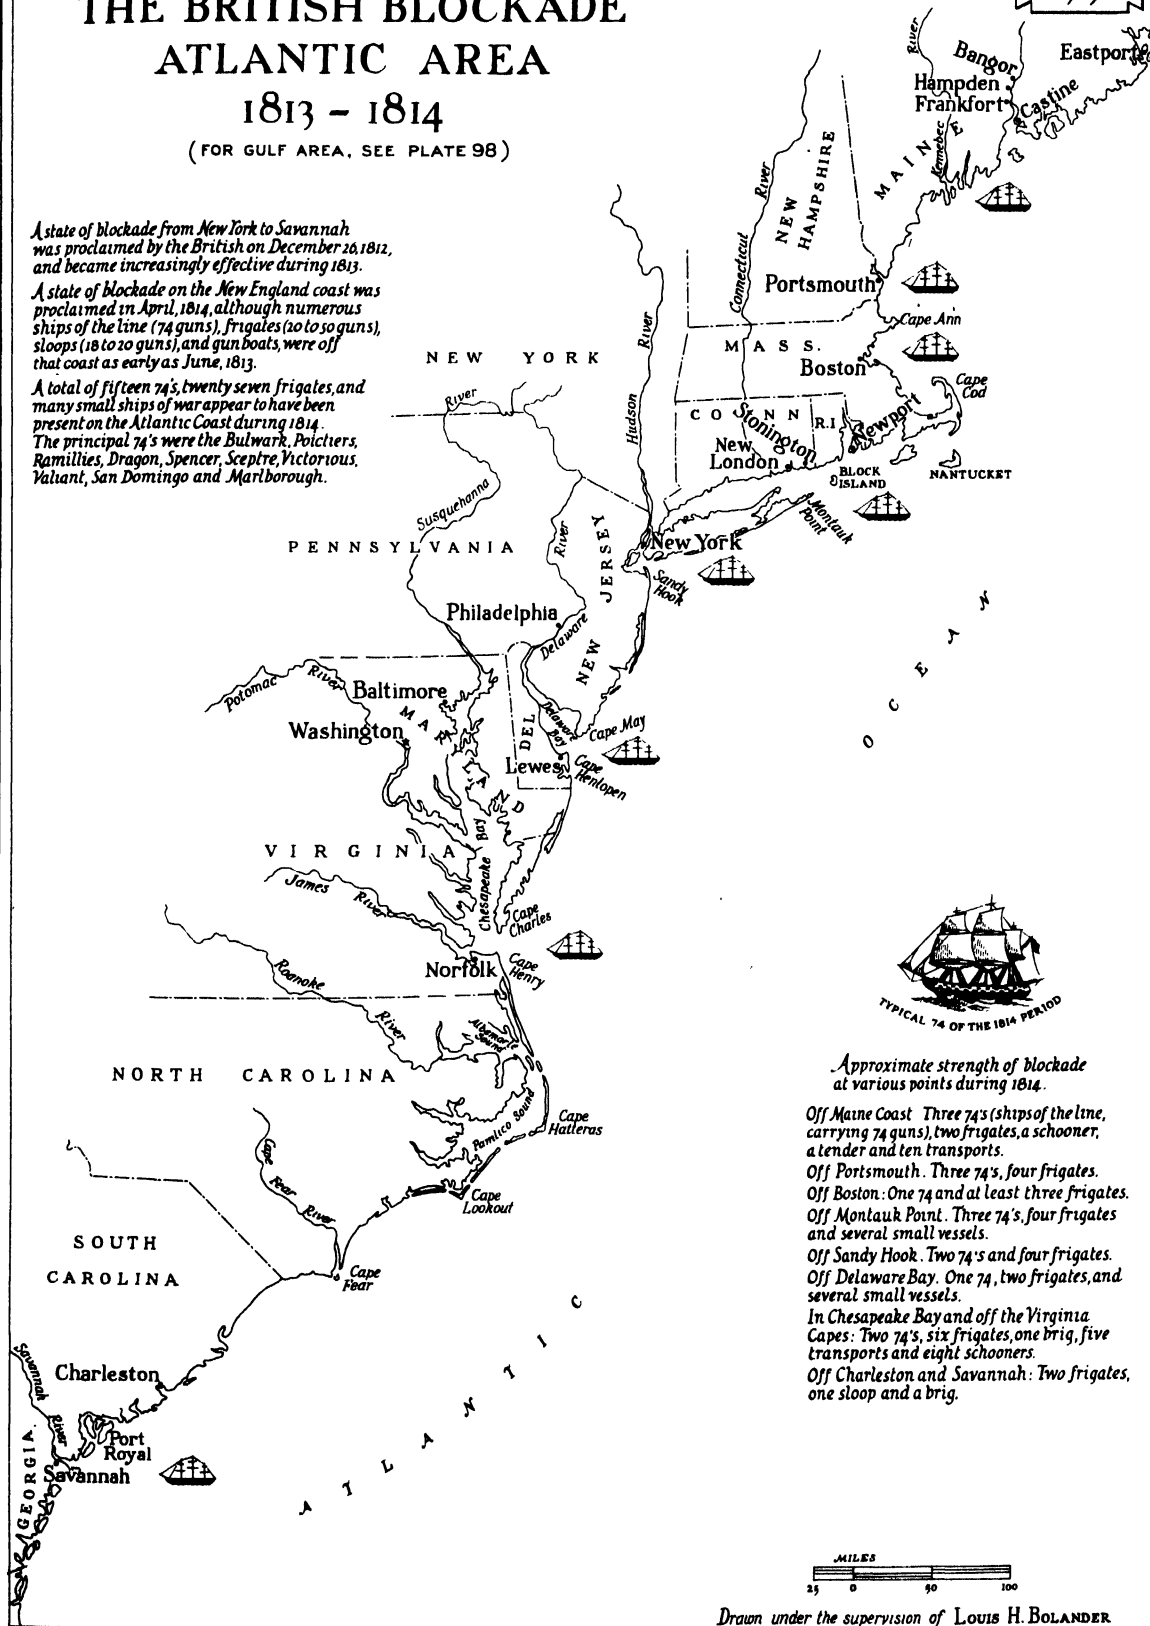 THE BRITISH BLOCKADE
ATLANTIC AREA
1813 - 1814
(FOR GULF AREA, SEE PLATE 98)
A state of blockade from New York to Savannah
was proclaimed by the British on December 26, 1812,
and became increasingly effective during 1813.
A state of blockade on the New England coast was
proclaimed in April, 1814, although numerous
ships of the line (74 guns), frigates (20 to 50 guns),
sloops (18 to 20 guns), and gunboats, were off
that coast as early as June, 1813.
A total of fifteen 74's, twenty seven frigates, and
many small ships of war appear to have been
present on the Atlantic Coast during 1814.
The principal 74's were the Bulwark, Poictiers,
Ramillies, Dragon, Spencer, Sceptre, Victorious,
Valiant, San Domingo and Marlborough.
River
Bangor
Eastport
Hampden
Frankfort
Castine
Kennebec
MAINE
NEW
HAMPSHIRE
Connecticut
River
Portsmouth
Cape Ann
MASS.
Boston
Cape
Cod
NEW YORK
Hudson
River
CONN
R.I.
Stonington
Newport
New
London
BLOCK
ISLAND
NANTUCKET
Montauk
Point
River
Susquehanna
PENNSYLVANIA
River
New York
Sandy
Hook
NEW JERSEY
Philadelphia
Delaware
Potomac
River
Baltimore
MARYLAND
Washington
DEL
Delaware
Bay
Cape May
Lewes
Cape
Henlopen
ATLANTIC OCEAN
VIRGINIA
Chesapeake
Bay
James
River
Cape
Charles
Norfolk
Cape
Henry
Roanoke
River
Albemarle
Sound
NORTH CAROLINA
Pamlico Sound
Cape
Hatteras
Cape
Fear
River
Cape
Lookout
SOUTH
CAROLINA
Cape
Fear
Savannah
River
Charleston
Port
Royal
Savannah
GEORGIA.
TYPICAL 74 OF THE 1814 PERIOD
Approximate strength of blockade
at various points during 1814.
Off Maine Coast Three 74's (ships of the line,
carrying 74 guns), two frigates, a schooner,
a tender and ten transports.
Off Portsmouth. Three 74's, four frigates.
Off Boston: One 74 and at least three frigates.
Off Montauk Point. Three 74's, four frigates
and several small vessels.
Off Sandy Hook. Two 74's and four frigates.
Off Delaware Bay. One 74, two frigates, and
several small vessels.
In Chesapeake Bay and off the Virginia
Capes: Two 74's, six frigates, one brig, five
transports and eight schooners.
Off Charleston and Savannah: Two frigates,
one sloop and a brig.
MILES
25 0 50 100
Drawn under the supervision of LOUIS H. BOLANDER